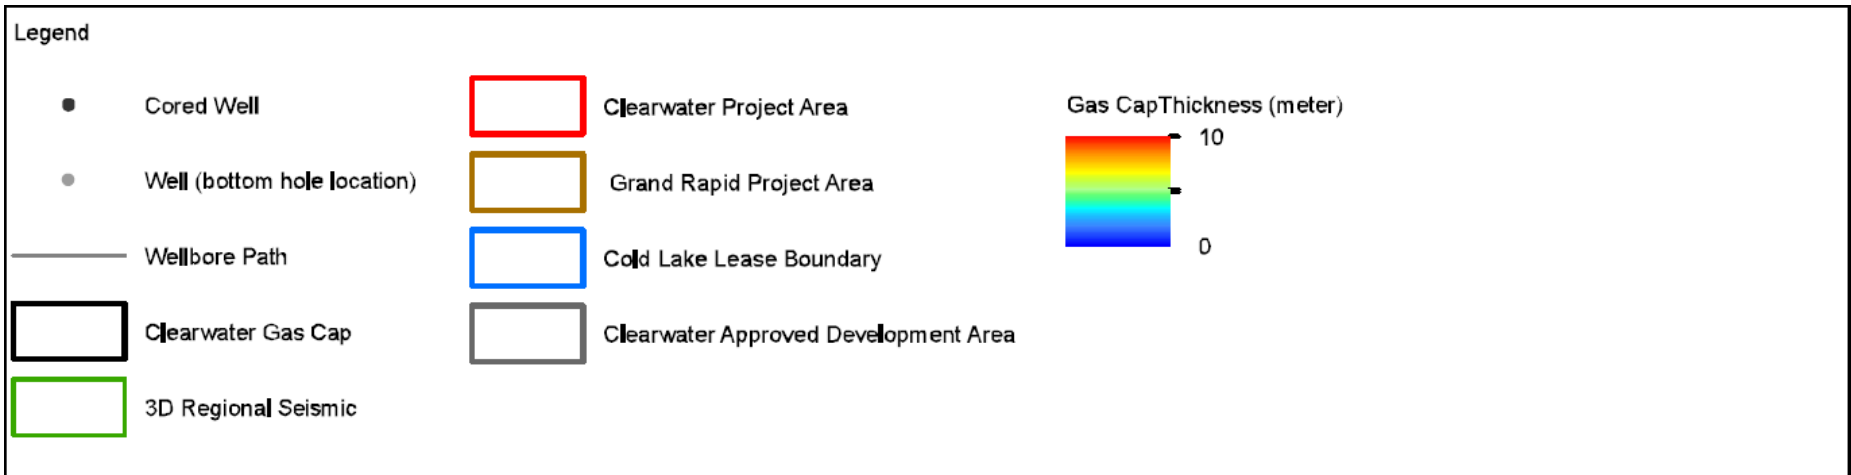 Legend
Cored Well
Well (bottom hole location)
Wellbore Path
Clearwater Gas Cap
3D Regional Seismic
Clearwater Project Area
Grand Rapid Project Area
Cold Lake Lease Boundary
Clearwater Approved Development Area
Gas CapThickness (meter)
10
0